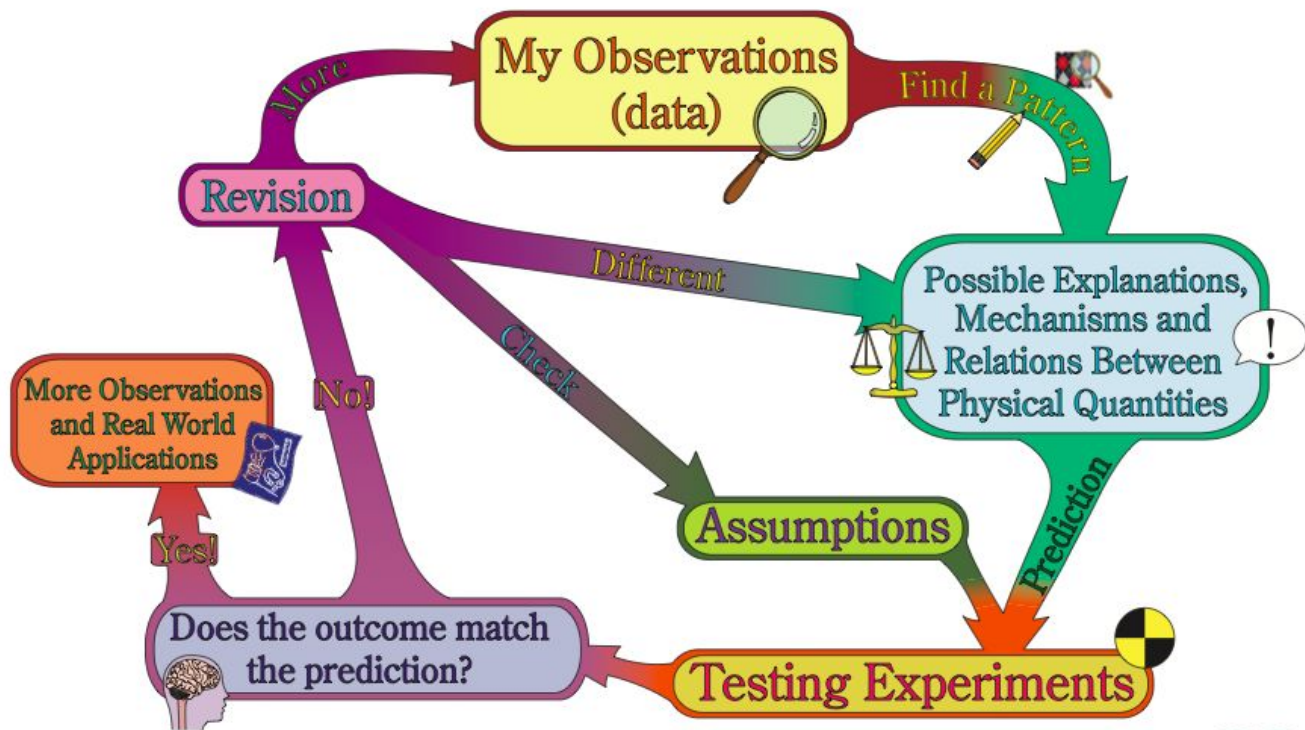 My Observations
(data)
Find a Pattern
More
Revision
Different
Check
Possible Explanations,
Mechanisms and
Relations Between
Physical Quantities
!
More Observations
and Real World
Applications
No!
Yes!
Assumptions
Prediction
Does the outcome match
the prediction?
Testing Experiments